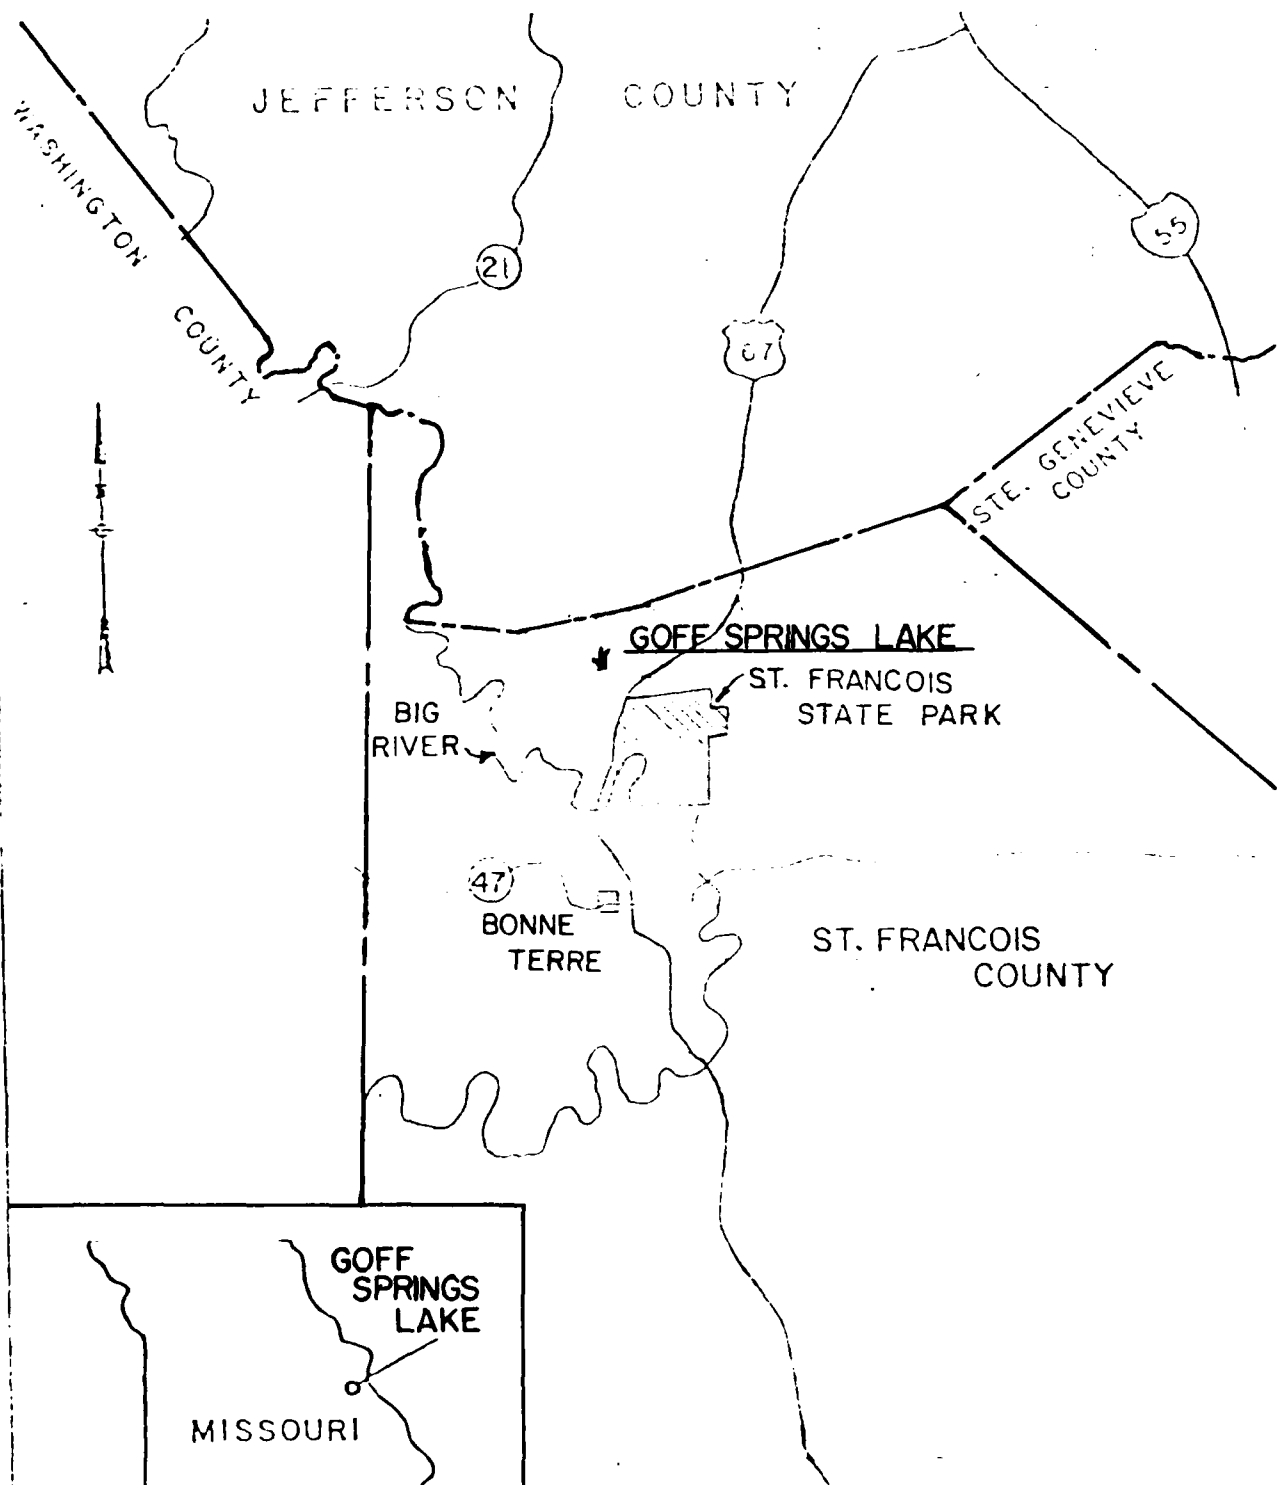 JEFFERSON COUNTY
WASHINGTON COUNTY
55
21
67
STE. GENEVIEVE
COUNTY
GOFF SPRINGS LAKE
ST. FRANCOIS
STATE PARK
BIG
RIVER
47
BONNE
TERRE
ST. FRANCOIS
COUNTY
GOFF
SPRINGS
LAKE
MISSOURI